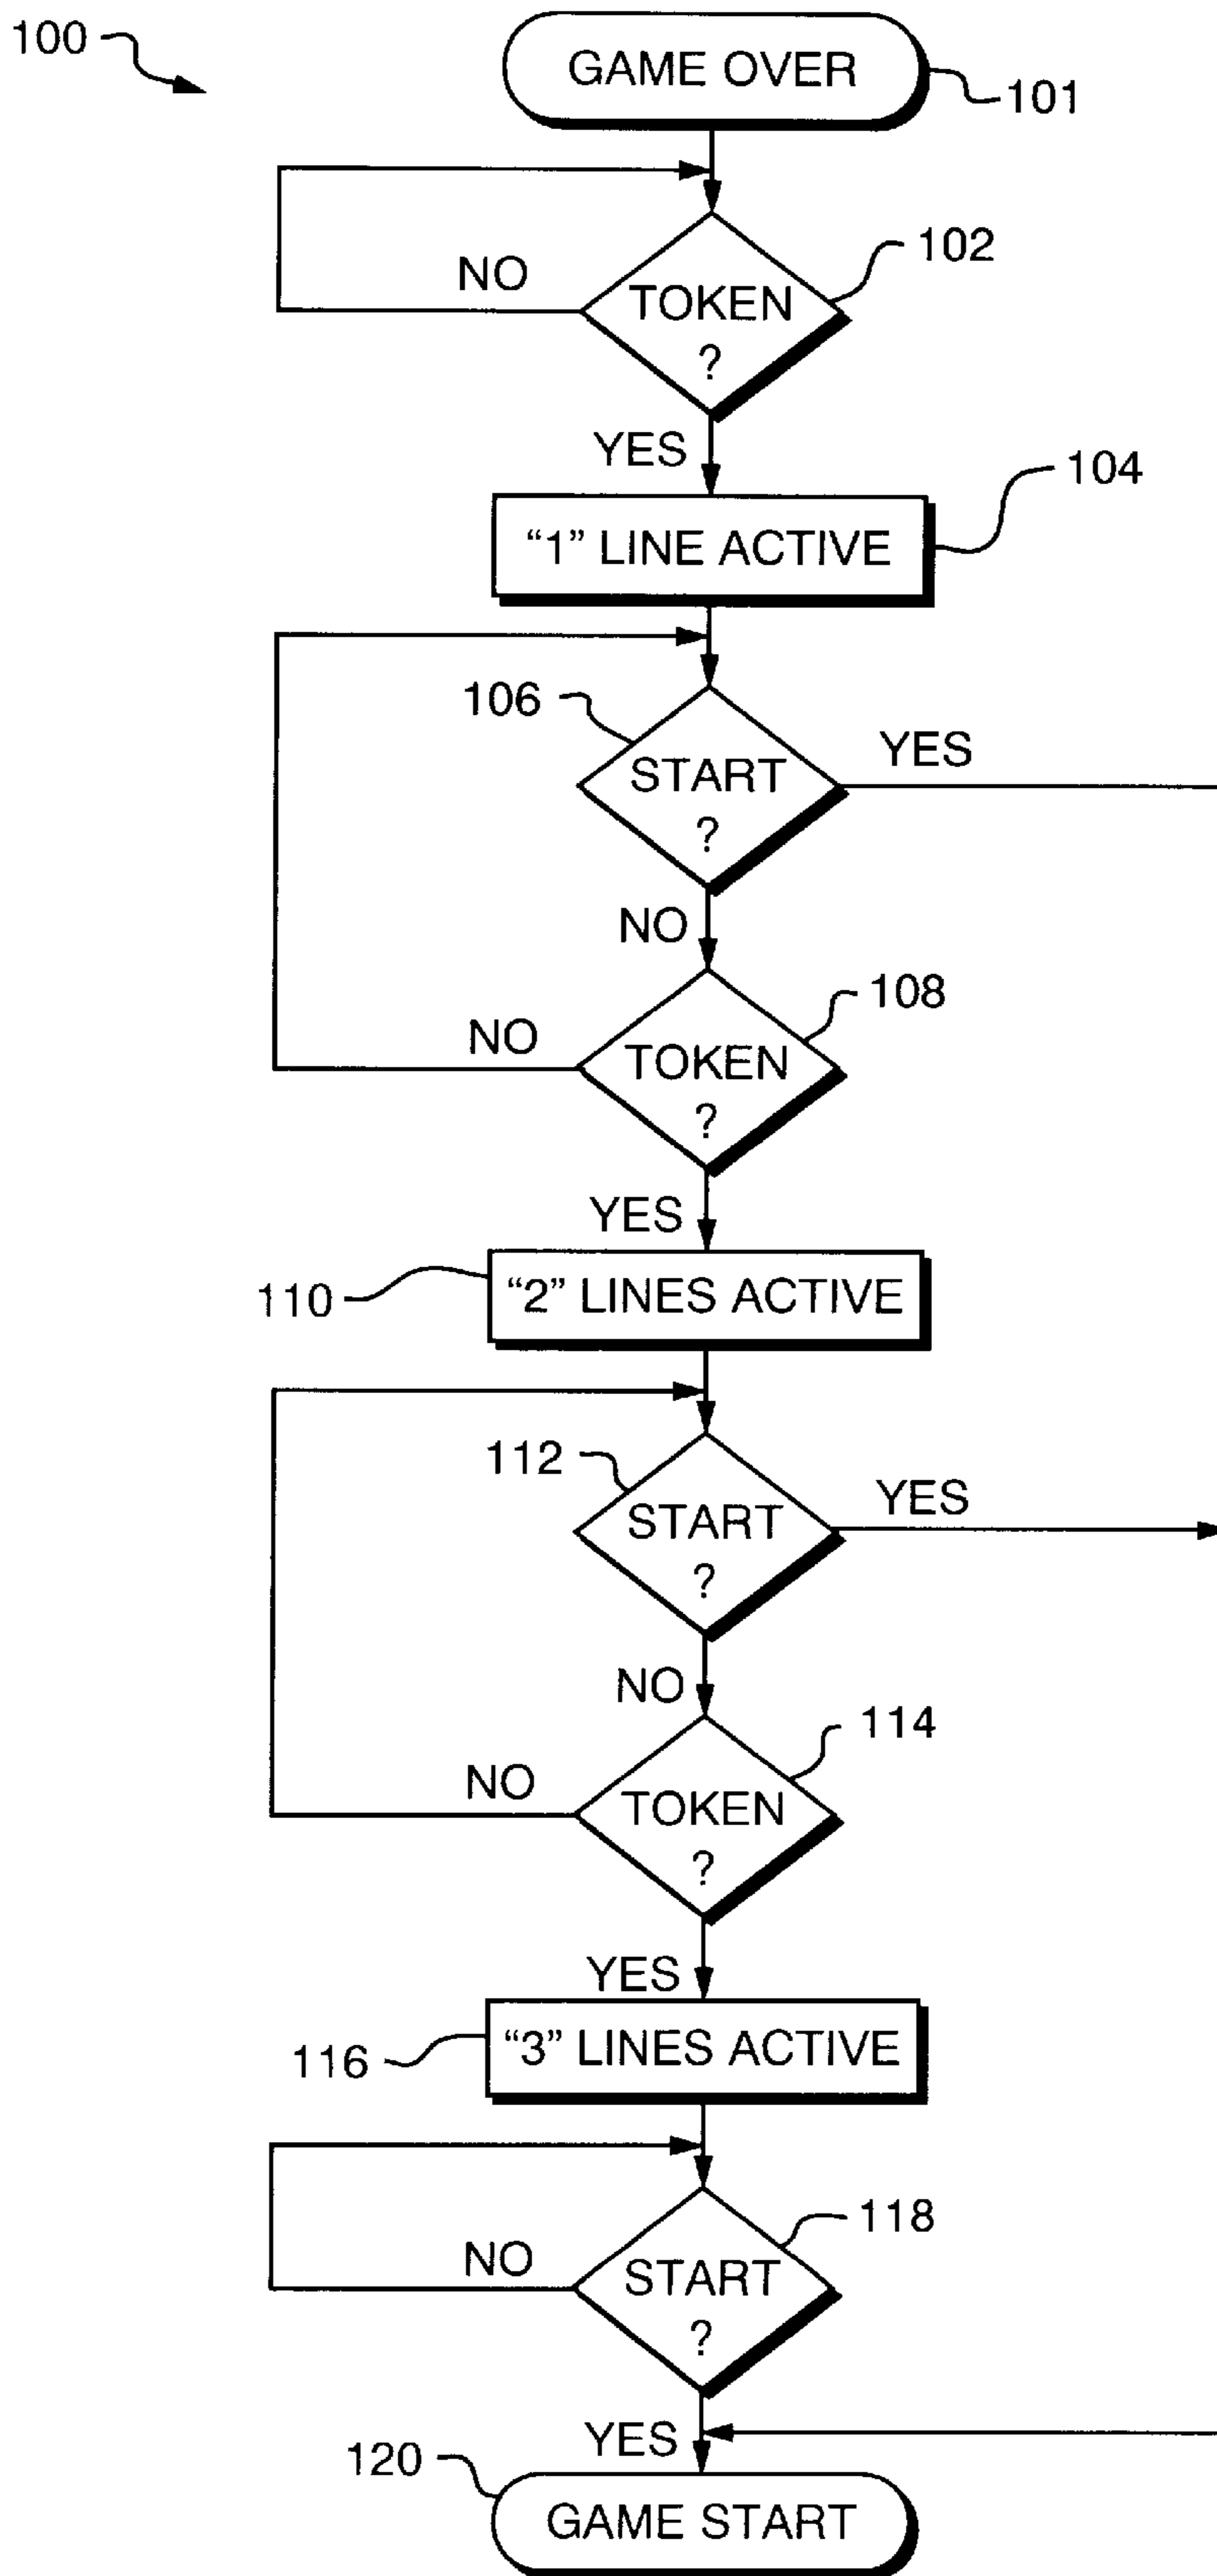 100
GAME OVER
101
102
NO
TOKEN
?
YES
104
“1” LINE ACTIVE
106
YES
START
?
NO
108
NO
TOKEN
?
YES
110
“2” LINES ACTIVE
112
YES
START
?
NO
114
NO
TOKEN
?
YES
116
“3” LINES ACTIVE
118
NO
START
?
YES
120
GAME START